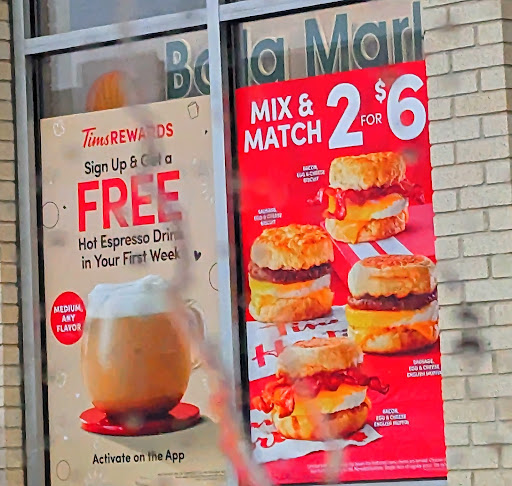 Tims REWARDS
Sign Up & Get a
FREE
Hot Espresso Drink
in Your First Week
MEDIUM,
ANY
FLAVOR
Activate on the App
MIX &
MATCH
2 FOR $6
BACON,
EGG & CHEESE
BISCUIT
SAUSAGE,
EGG & CHEESE
BISCUIT
SAUSAGE,
EGG & CHEESE
ENGLISH MUFFIN
BACON,
EGG & CHEESE
ENGLISH MUFFIN
Tims